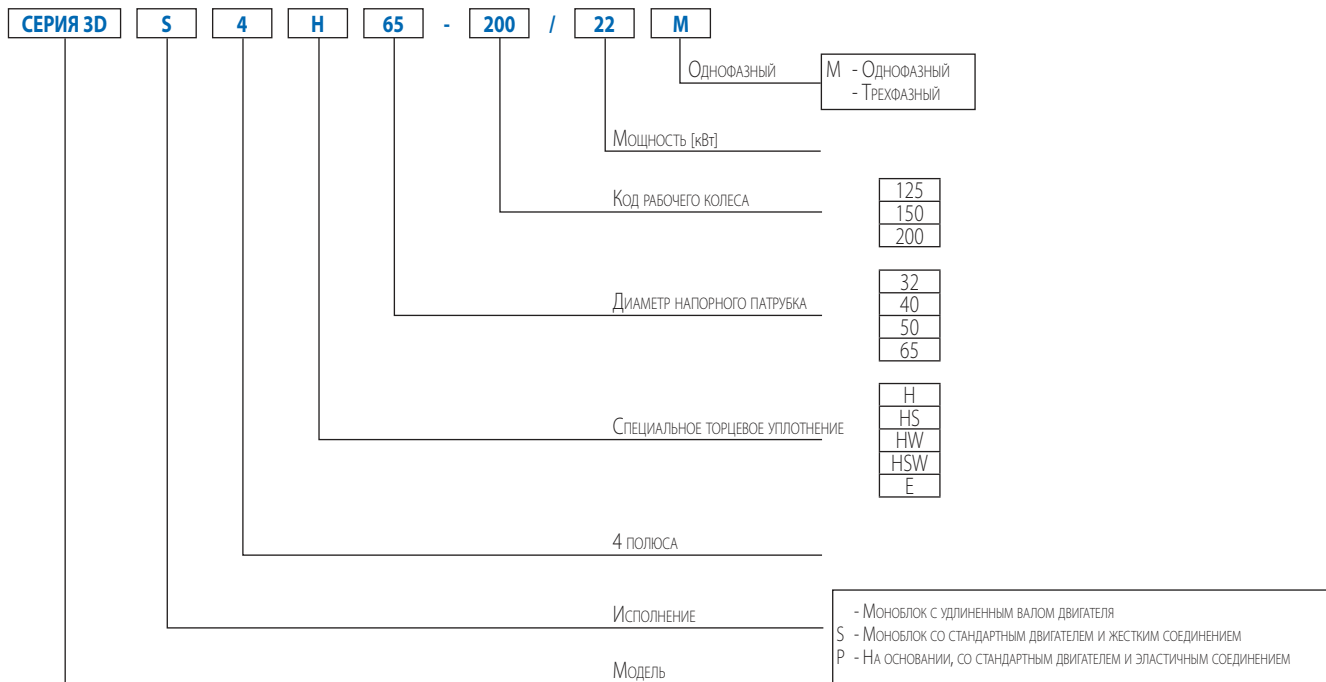 СЕРИЯ 3D S 4 H 65 - 200 / 22 M
Однофазный
M - Однофазный
- Трехфазный
Мощность [кВт]
Код рабочего колеса
125
150
200
Диаметр напорного патрубка
32
40
50
65
Специальное торцевое уплотнение
H
HS
HW
HSW
E
4 полюса
Исполнение
- Моноблок с удлиненным валом двигателя
S - Моноблок со стандартным двигателем и жестким соединением
P - На основании, со стандартным двигателем и эластичным соединением
Модель